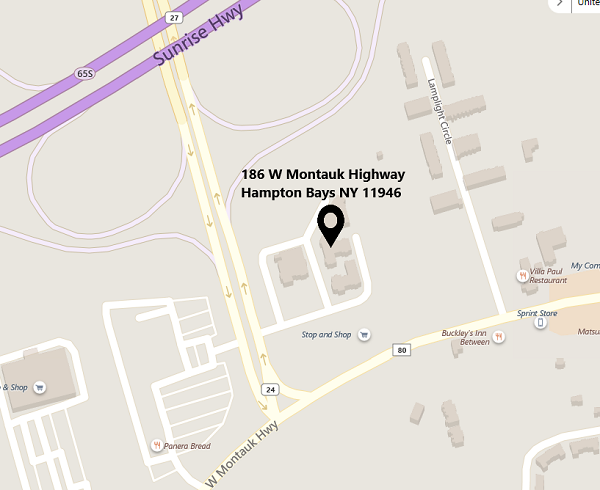 Unite
27
Sunrise Hwy
65S
Lamplight Circle
186 W Montauk Highway
Hampton Bays NY 11946
My Com
Villa Paul
Restaurant
Sprint Store
Matsu
Stop and Shop
Buckley's Inn
Between
80
& Shop
24
Panera Bread
W Montauk Hwy